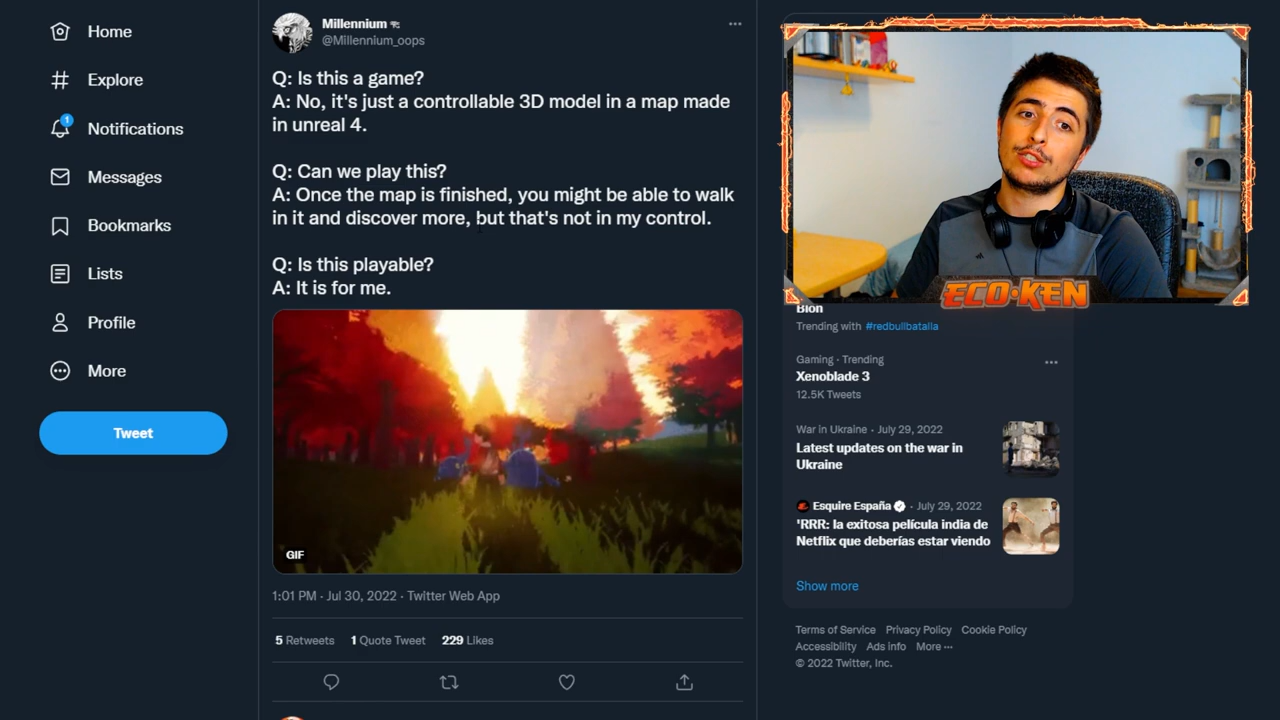 Home
Explore
1
Notifications
Messages
Bookmarks
Lists
Profile
More
Tweet
Millennium
@Millennium_oops
Q: Is this a game?
A: No, it's just a controllable 3D model in a map made
in unreal 4.
Q: Can we play this?
A: Once the map is finished, you might be able to walk
in it and discover more, but that's not in my control.
Q: Is this playable?
A: It is for me.
GIF
1:01 PM · Jul 30, 2022 · Twitter Web App
5 Retweets 1 Quote Tweet 229 Likes
ECO·KEN
Bion
Trending with #redbullbatalla
Gaming · Trending
Xenoblade 3
12.5K Tweets
War in Ukraine · July 29, 2022
Latest updates on the war in
Ukraine
Esquire España · July 29, 2022
'RRR: la exitosa película india de
Netflix que deberías estar viendo
Show more
Terms of Service Privacy Policy Cookie Policy
Accessibility Ads info More ···
© 2022 Twitter, Inc.